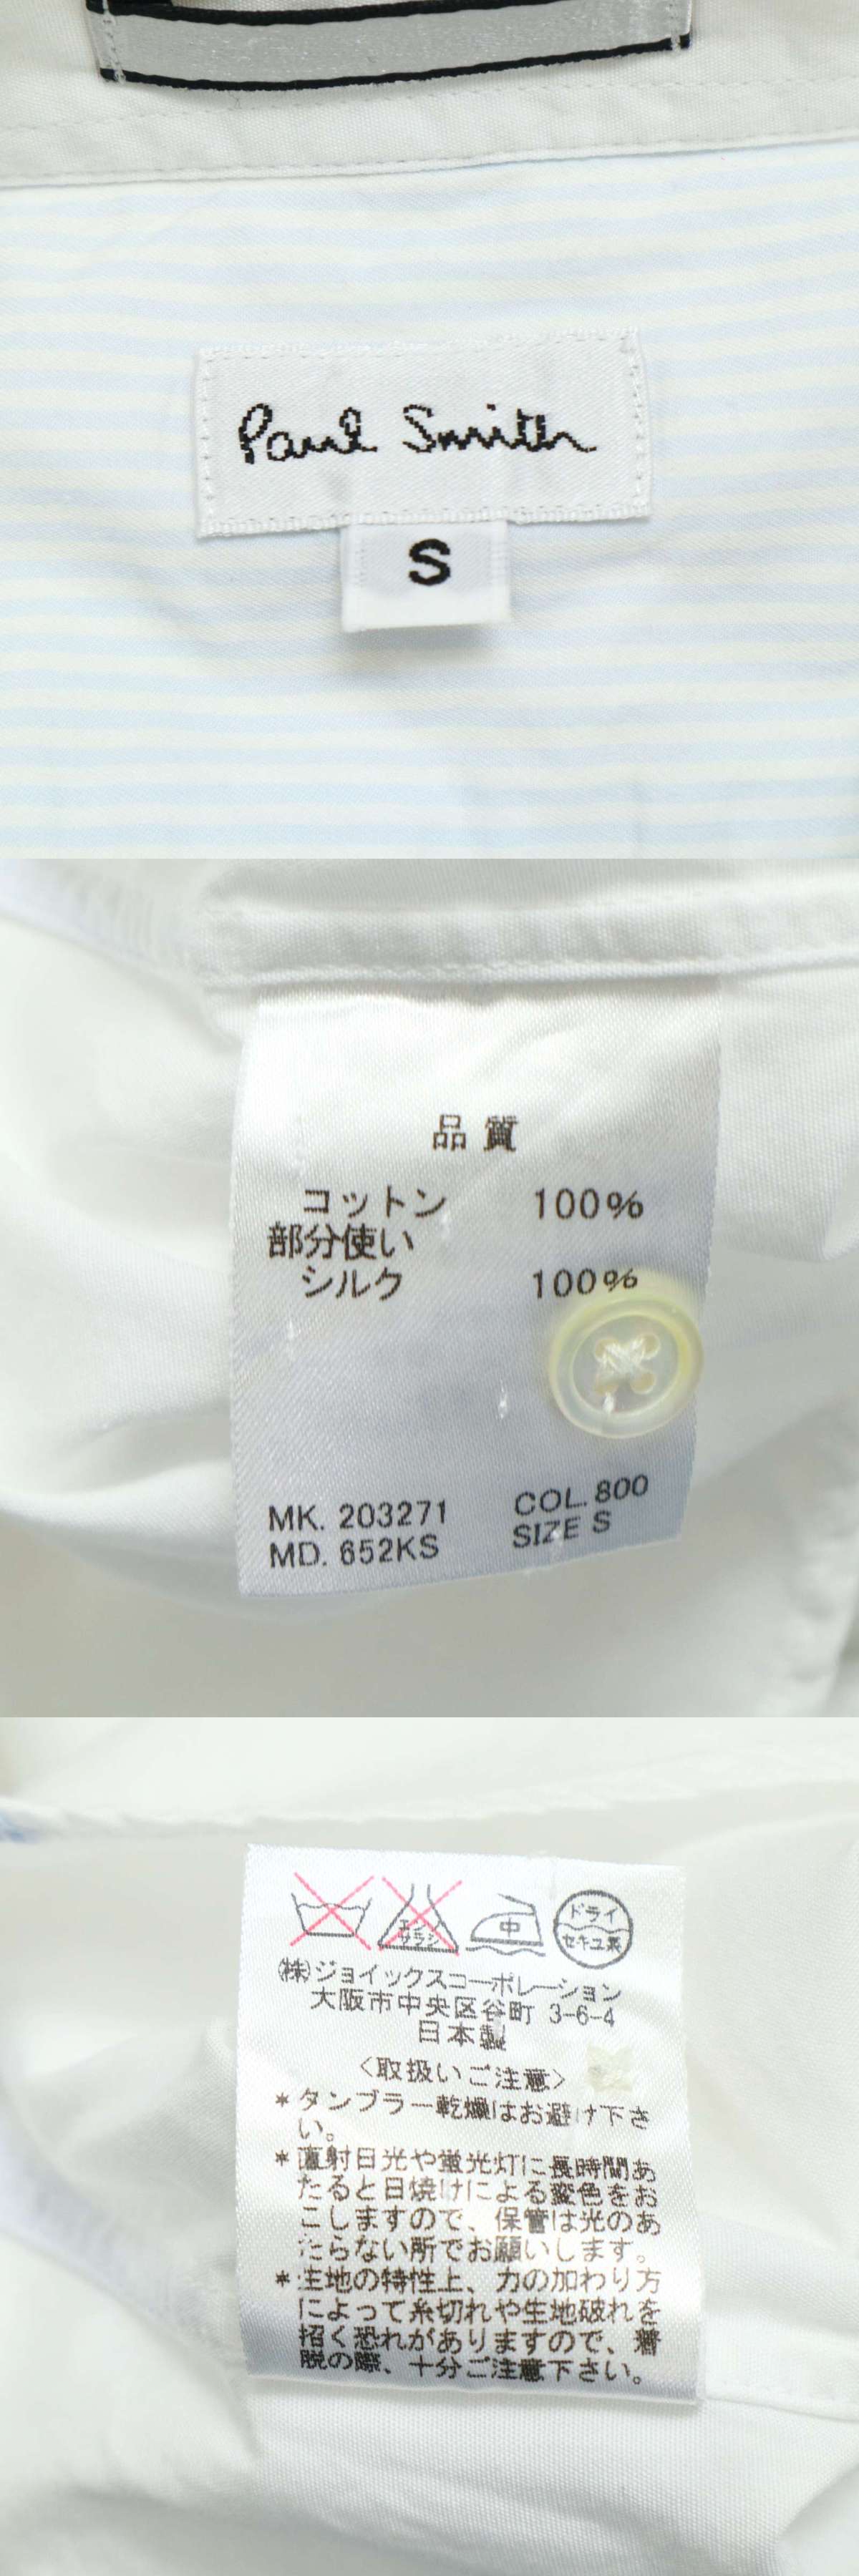 Paul Smith
S
品質
コットン 100%
部分使い
シルク 100%
MK. 203271 COL. 800
MD. 652KS SIZE S
エンソ
サラシ
中
ドライ
セキユ系
㈱ジョイックスコーポレーション
大阪市中央区谷町 3-6-4
日本製
〈取扱いご注意〉
*タンブラー乾燥はお避け下さ
い。
*直射日光や蛍光灯に長時間あ
たると日焼けによる変色をお
こしますので、保管は光のあ
たらない所でお願いします。
*生地の特性上、力の加わり方
によって糸切れや生地破れを
招く恐れがありますので、着
脱の際、十分ご注意下さい。